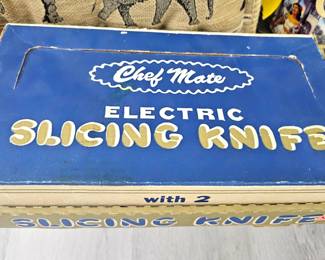 Chef Mate
ELECTRIC
SLICING KNIFE
with 2
SLICING KNIFE